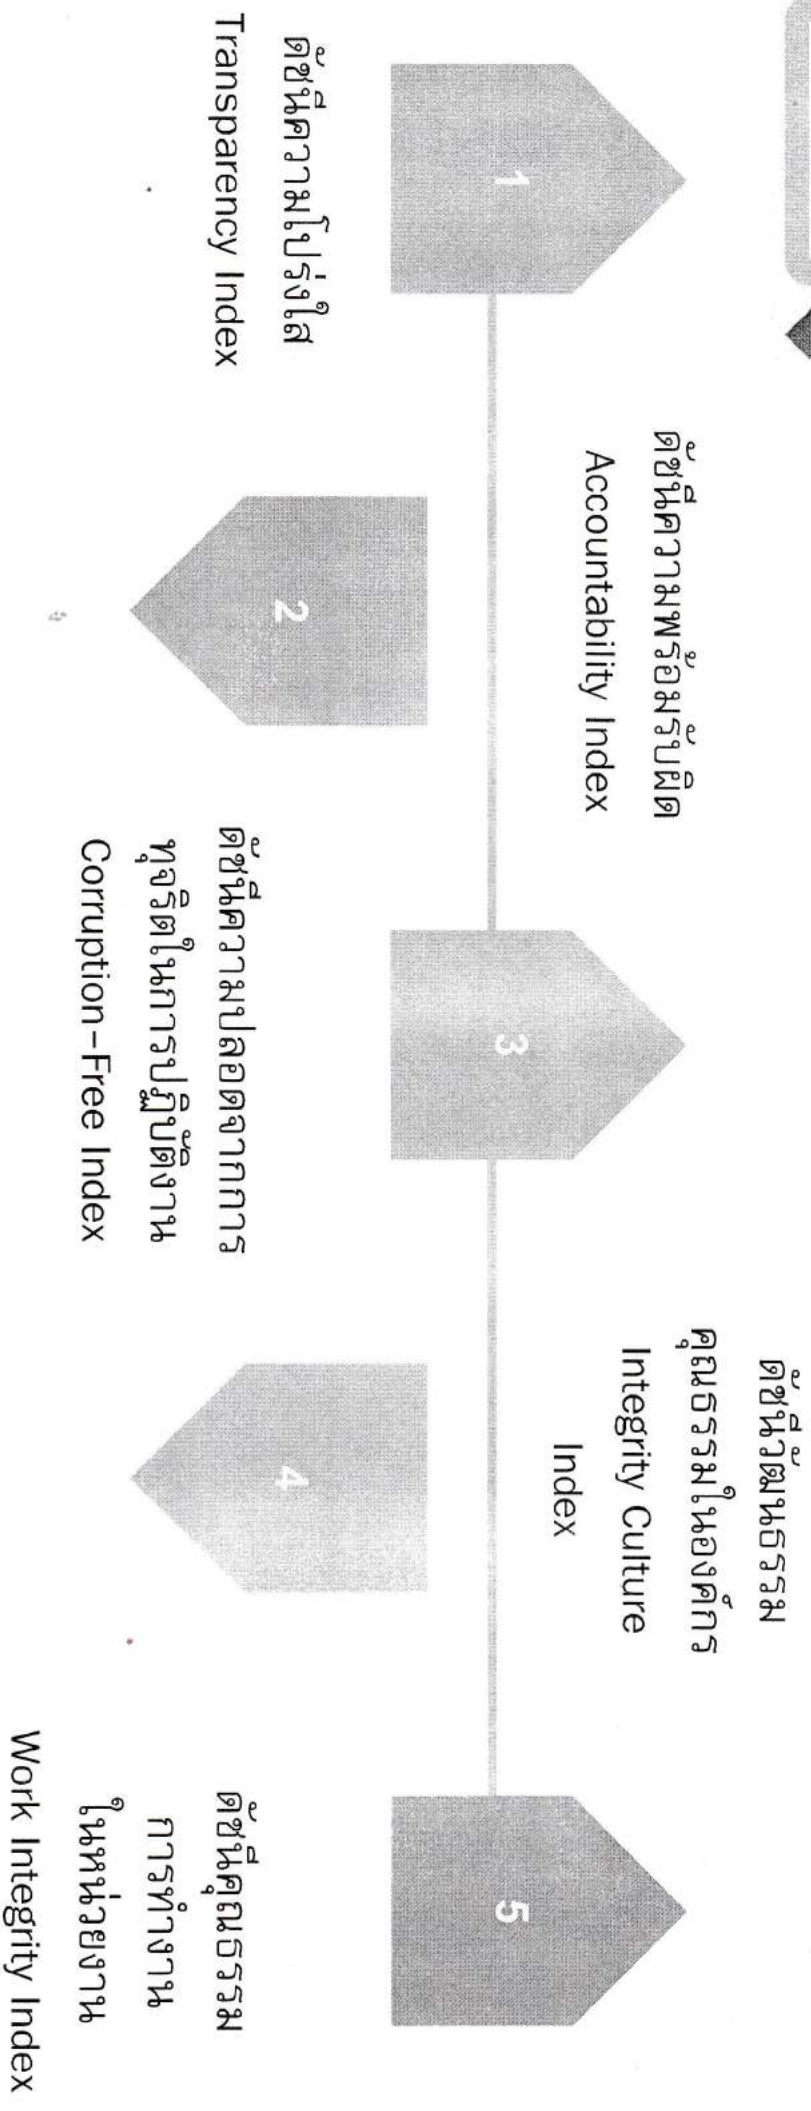 1
ดัชนีความโปร่งใส
Transparency Index
ดัชนีความพร้อมรับผิด
Accountability Index
2
3
ดัชนีความปลอดจากการ
ทุจริตในการปฏิบัติงาน
Corruption-Free Index
ดัชนีวัฒนธรรม
คุณธรรมในองค์กร
Integrity Culture
Index
4
5
ดัชนีคุณธรรม
การทำงาน
ในหน่วยงาน
Work Integrity Index